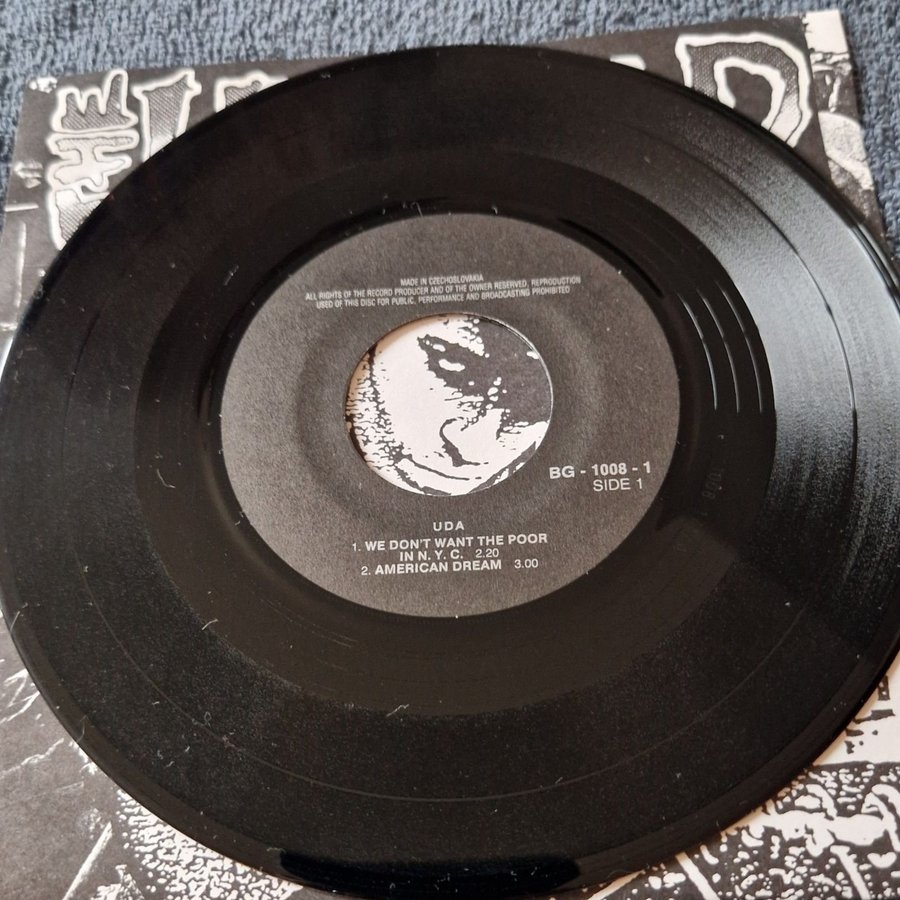 THE
MADE IN CZECHOSLOVAKIA
ALL RIGHTS OF THE RECORD PRODUCER AND OF THE OWNER RESERVED, REPRODUCTION
USED OF THIS DISC FOR PUBLIC, PERFORMANCE AND BROADCASTING PROHIBITED
BG - 1008 - 1
SIDE 1
UDA
1. WE DON'T WANT THE POOR
IN N. Y. C. 2.20
2. AMERICAN DREAM 3.00